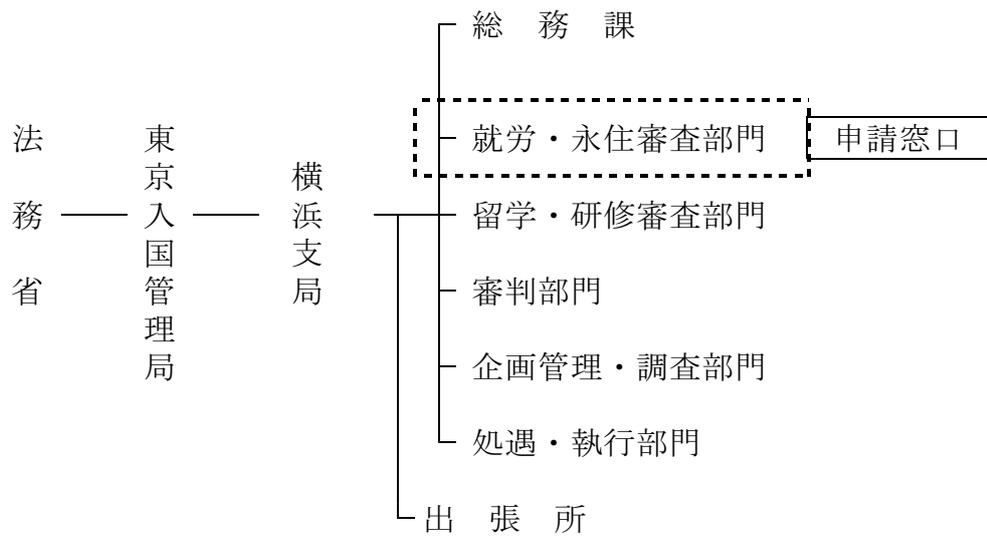 法務省
東京入国管理局
横浜支局
総務課
就労・永住審査部門
申請窓口
留学・研修審査部門
審判部門
企画管理・調査部門
処遇・執行部門
出張所